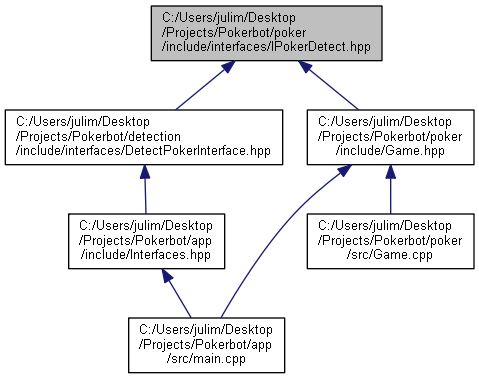 C:/Users/julim/Desktop
/Projects/Pokerbot/poker
/include/interfaces/IPokerDetect.hpp
C:/Users/julim/Desktop
/Projects/Pokerbot/detection
/include/interfaces/DetectPokerInterface.hpp
C:/Users/julim/Desktop
/Projects/Pokerbot/poker
/include/Game.hpp
C:/Users/julim/Desktop
/Projects/Pokerbot/app
/include/Interfaces.hpp
C:/Users/julim/Desktop
/Projects/Pokerbot/poker
/src/Game.cpp
C:/Users/julim/Desktop
/Projects/Pokerbot/app
/src/main.cpp